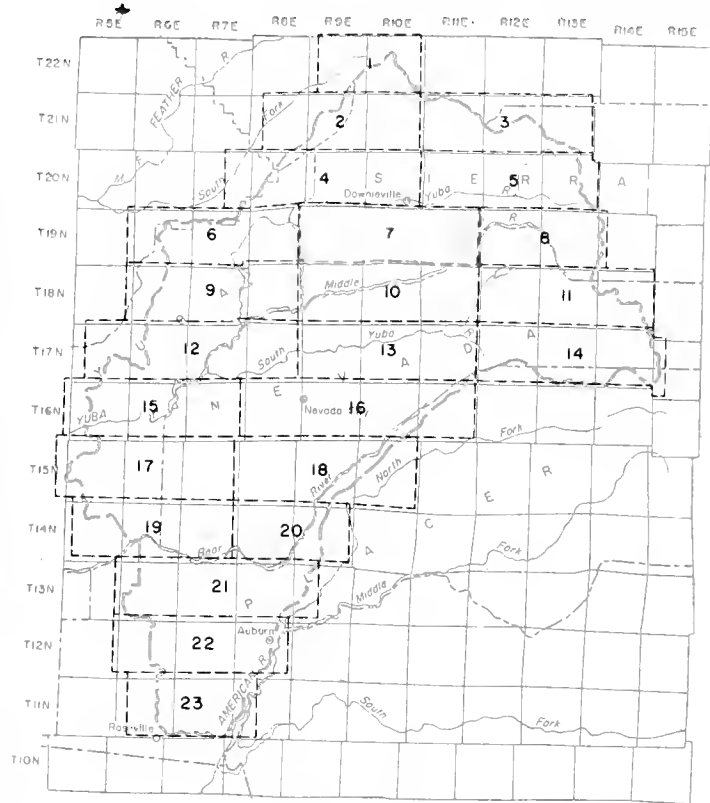 R5E R6E R7E R8E R9E R10E R11E R12E R13E R14E R15E
T22N 1
FEATHER R
Fork
T21N 2 3
M F
South
T20N 4 S I E R R A 5
Downieville Yuba R
T19N 6 7 R 8
T18N 9 A Middle 10 11
T17N 12 South Yuba 13 R D A 14
U B
T16N YUBA 15 M E V A 16
Nevada
Fork
T15N 17 18
River North
R
T14N 19 20 C E
Bear A Fork
T13N 21 Middle
P
T12N 22 Auburn
T11N 23 AMERICAN R South Fork
Roseville
T10N